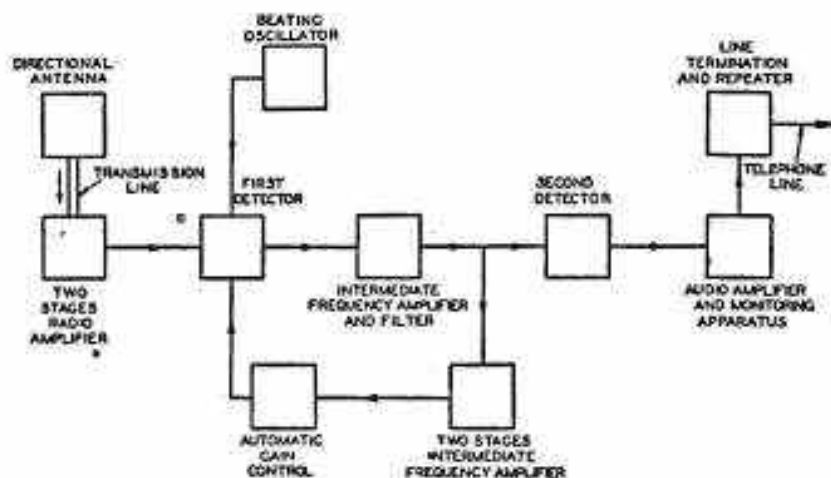 BEATING
OSCILLATOR
DIRECTIONAL
ANTENNA
LINE
TERMINATION
AND REPEATER
TRANSMISSION
LINE
FIRST
DETECTOR
SECOND
DETECTOR
TELEPHONE
LINE
TWO
STAGES
RADIO
AMPLIFIER
INTERMEDIATE
FREQUENCY AMPLIFIER
AND FILTER
AUDIO AMPLIFIER
AND MONITORING
APPARATUS
AUTOMATIC
GAIN
CONTROL
TWO STAGES
INTERMEDIATE
FREQUENCY AMPLIFIER